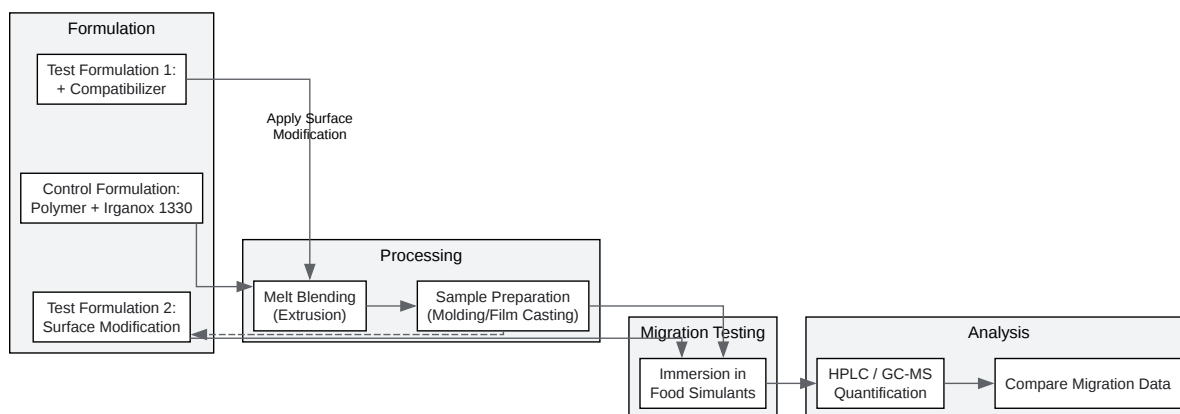 Formulation
Test Formulation 1:
+ Compatibilizer
Apply Surface
Modification
Control Formulation:
Polymer + Irganox 1330
Test Formulation 2:
Surface Modification
Processing
Melt Blending
(Extrusion)
Sample Preparation
(Molding/Film Casting)
Migration Testing
Immersion in
Food Simulants
Analysis
HPLC / GC-MS
Quantification
Compare Migration Data